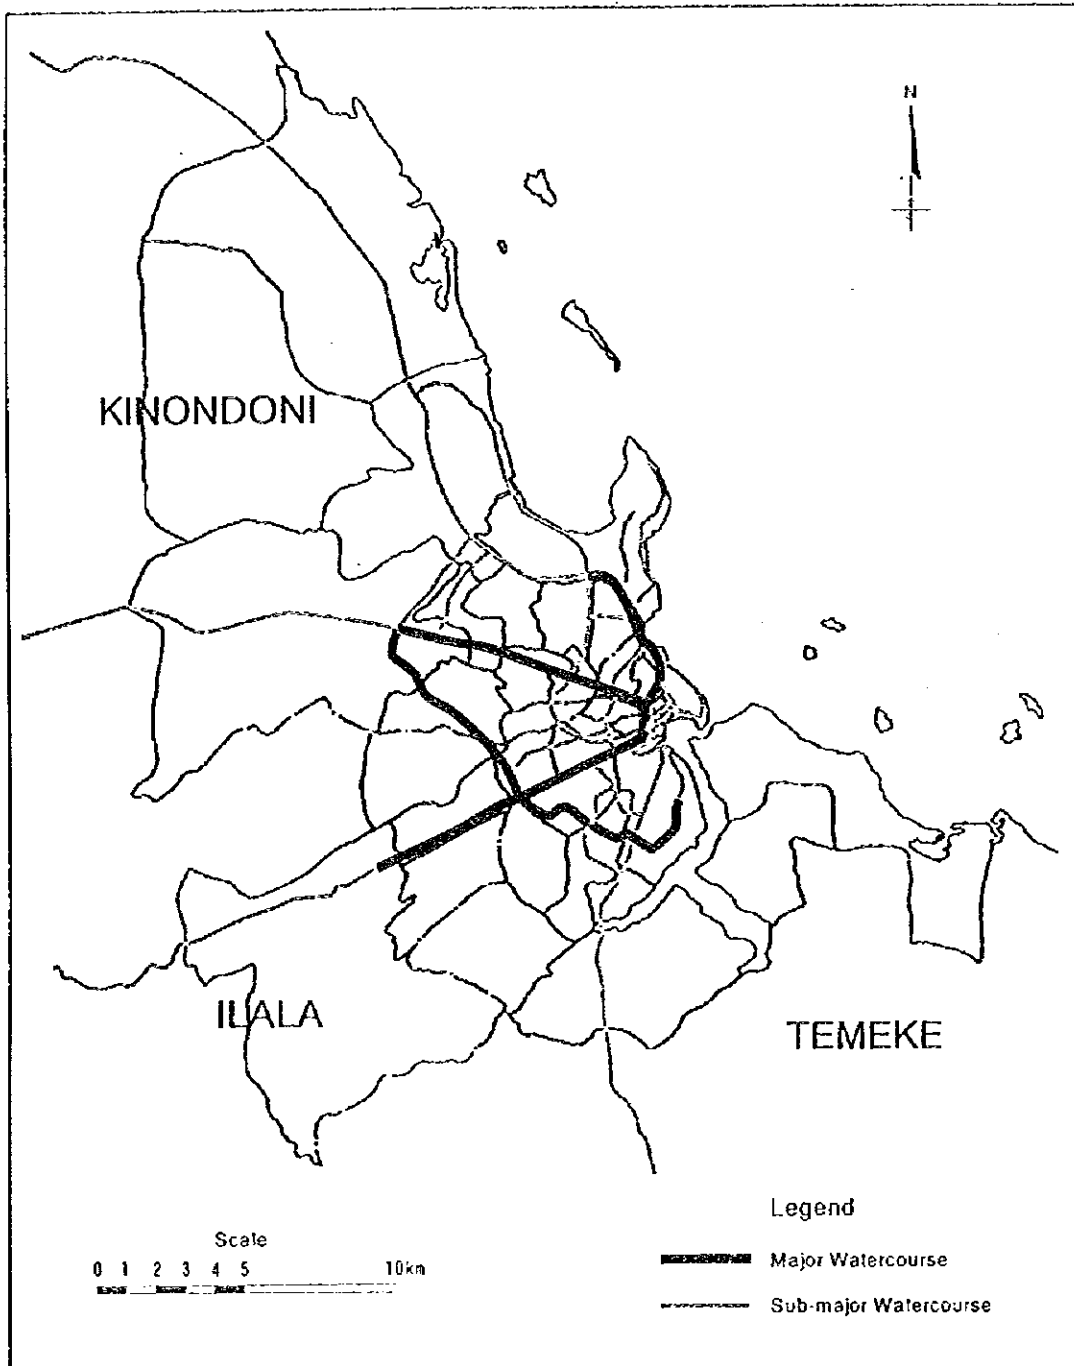 N
KINONDONI
ILALA
TEMEKE
Legend
Scale
0 1 2 3 4 5 10km
Major Watercourse
Sub-major Watercourse